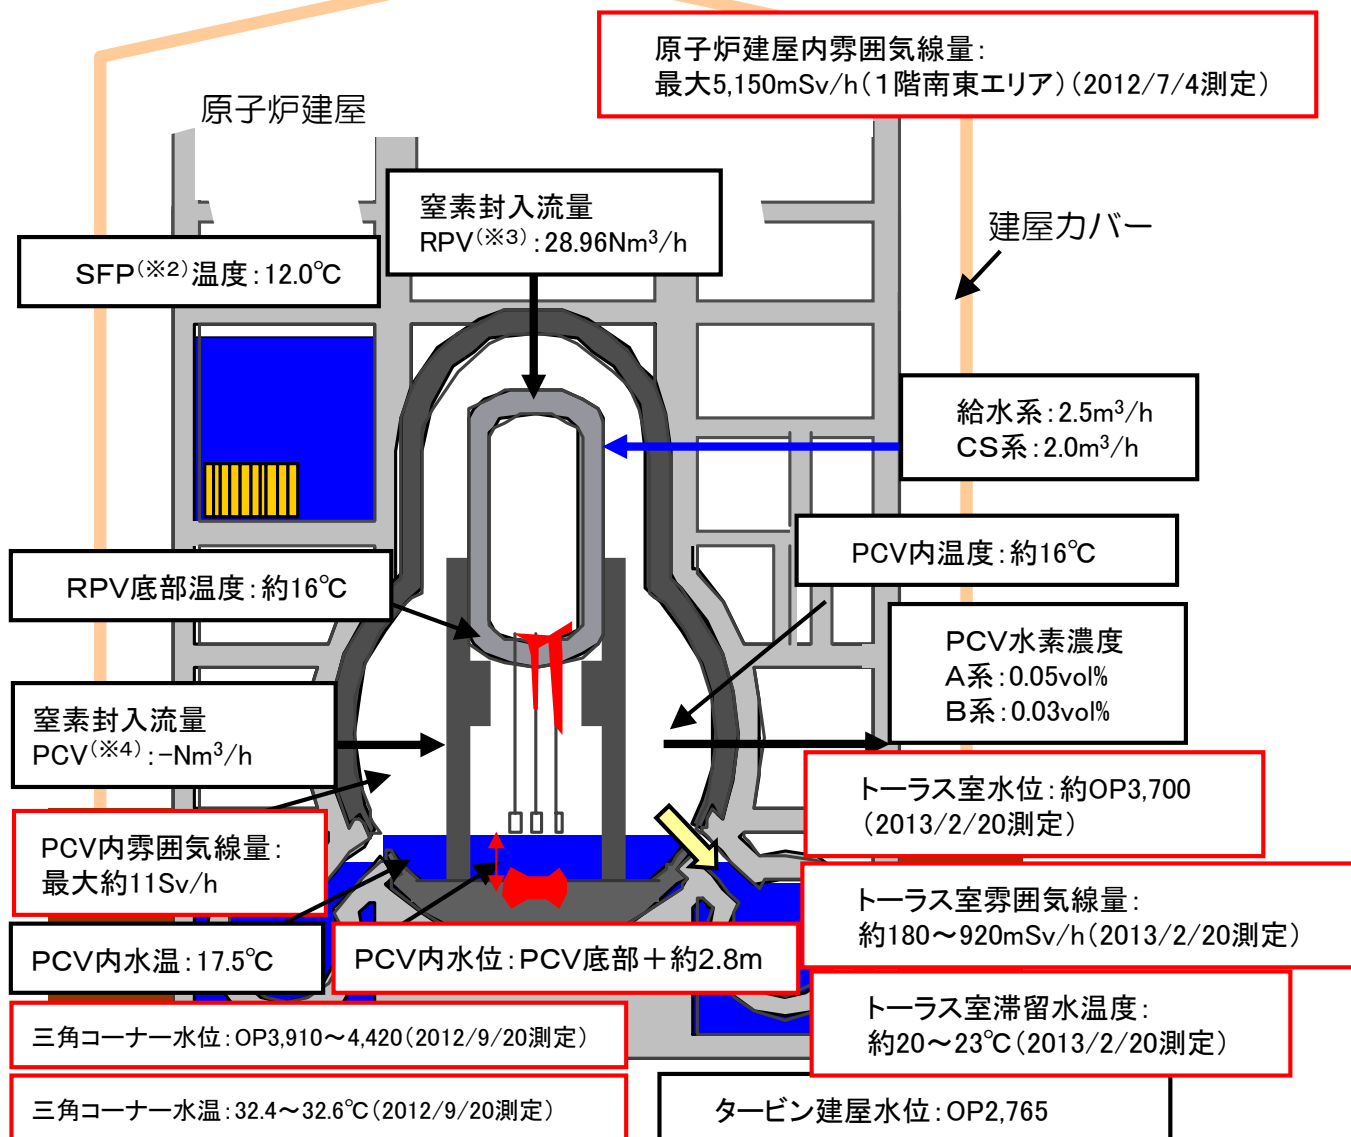 原子炉建屋内雰囲気線量：
最大5,150mSv/h（１階南東エリア）（2012/7/4測定）
原子炉建屋
窒素封入流量
RPV(※3)：28.96Nm³/h
建屋カバー
SFP(※2)温度：12.0℃
給水系：2.5m³/h
CS系：2.0m³/h
PCV内温度：約16℃
RPV底部温度：約16℃
PCV水素濃度
A系：0.05vol%
B系：0.03vol%
窒素封入流量
PCV(※4)：-Nm³/h
トーラス室水位：約OP3,700
（2013/2/20測定）
PCV内雰囲気線量：
最大約11Sv/h
トーラス室雰囲気線量：
約180～920mSv/h（2013/2/20測定）
PCV内水温：17.5℃
PCV内水位：PCV底部＋約2.8m
トーラス室滞留水温度：
約20～23℃（2013/2/20測定）
三角コーナー水位：OP3,910～4,420（2012/9/20測定）
三角コーナー水温：32.4～32.6℃（2012/9/20測定）
タービン建屋水位：OP2,765